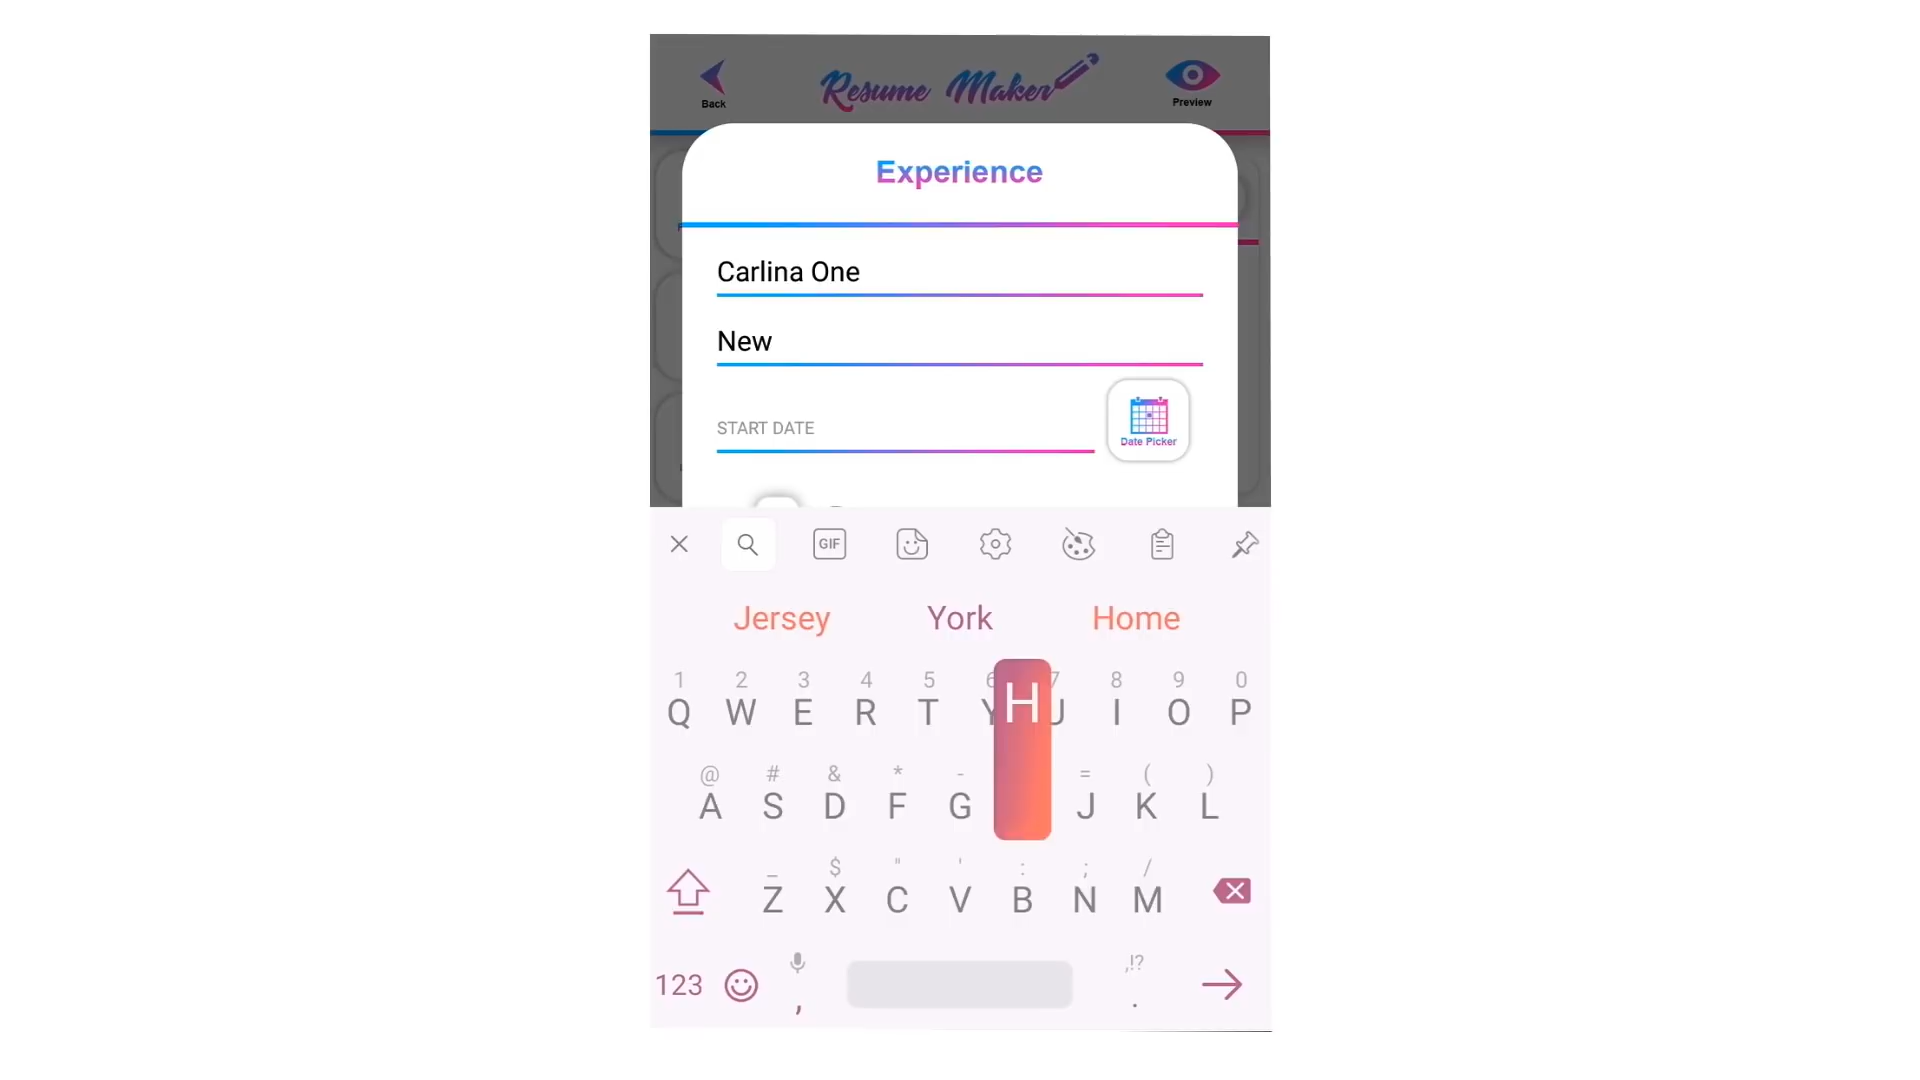 Back
Resume Maker
Preview
Experience
Carlina One
New
START DATE
Date Picker
GIF
Jersey York Home
1 2 3 4 5 6 7 8 9 0
Q W E R T Y H U I O P
@ # & * - = ( )
A S D F G J K L
_ $ " ' : ; /
Z X C V B N M
,!?
123 , .